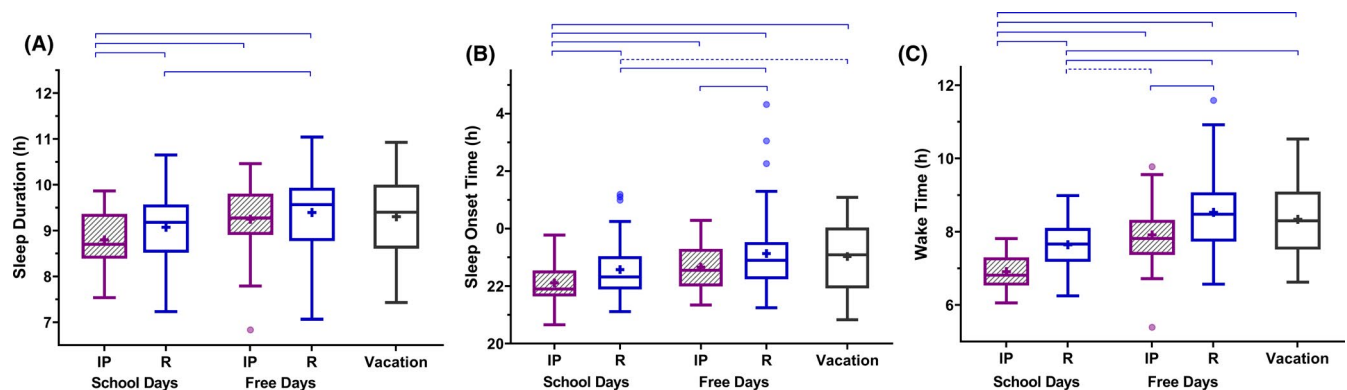 (A)
Sleep Duration (h)
12
11
10
9
8
7
IP R IP R Vacation
School Days Free Days
(B)
Sleep Onset Time (h)
4
2
0
22
20
IP R IP R Vacation
School Days Free Days
(C)
Wake Time (h)
12
10
8
6
IP R IP R Vacation
School Days Free Days